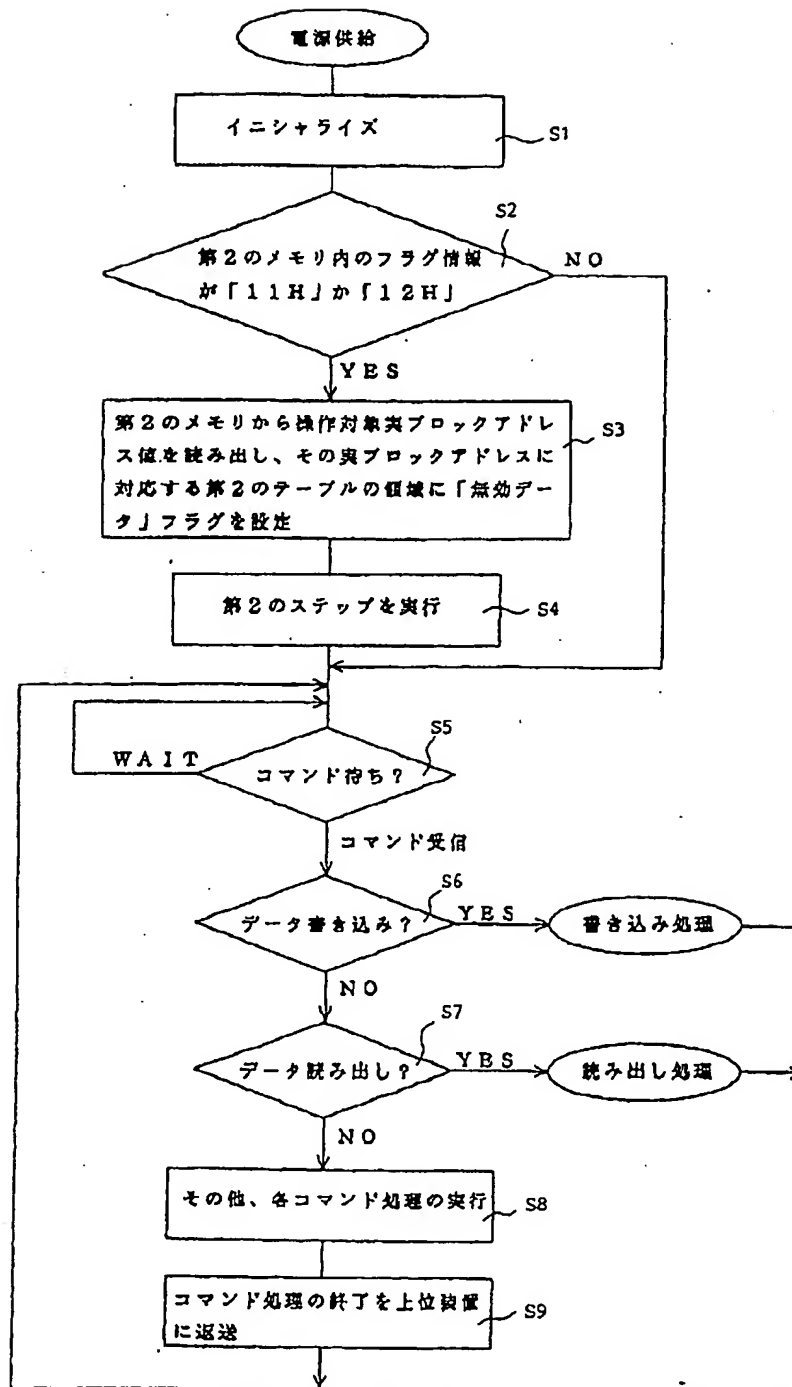 電源供給
イニシャライズ
S1
S2
第2のメモリ内のフラグ情報
が「11H」か「12H」
NO
YES
第2のメモリから操作対象実ブロックアドレ
ス値を読み出し、その実ブロックアドレスに
対応する第2のテーブルの領域に「無効デー
タ」フラグを設定
S3
第2のステップを実行
S4
WAIT
コマンド待ち?
S5
コマンド受信
S6
データ書き込み?
YES
書き込み処理
NO
S7
データ読み出し?
YES
読み出し処理
NO
その他、各コマンド処理の実行
S8
コマンド処理の終了を上位装置
に返送
S9